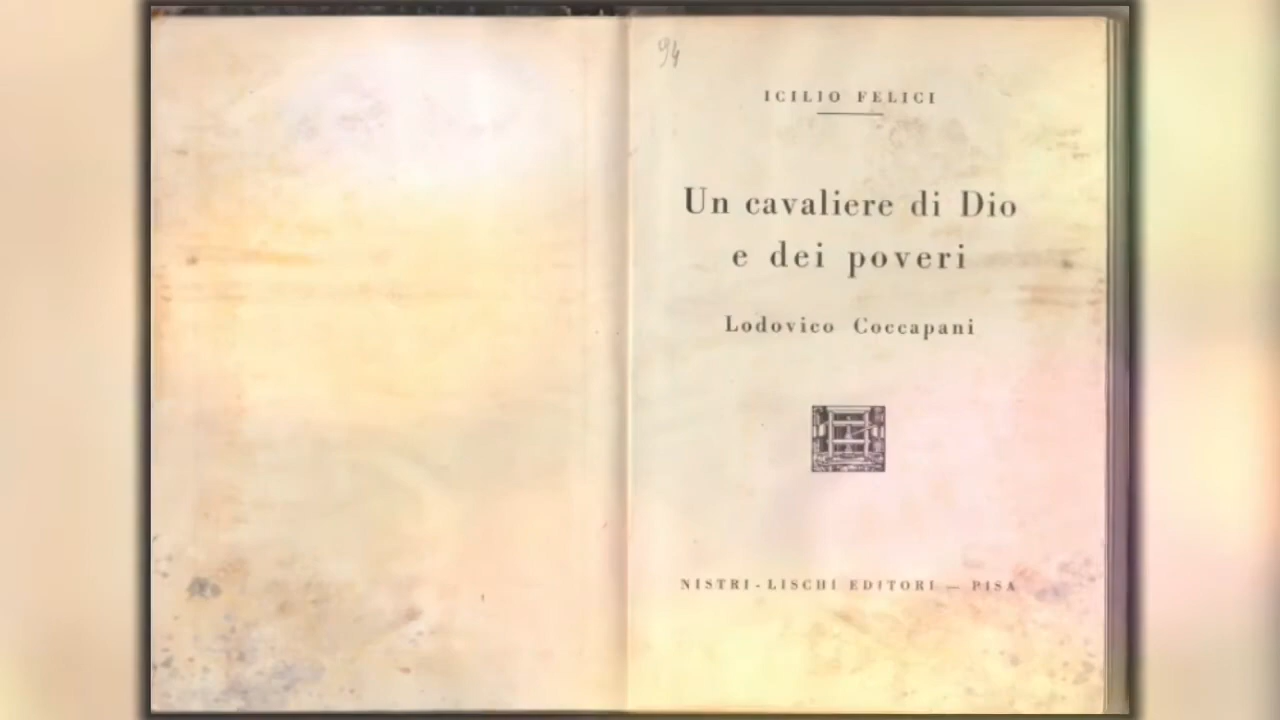 94
ICILIO FELICI
Un cavaliere di Dio
e dei poveri
Lodovico Coccapani
NISTRI-LISCHI EDITORI — PISA